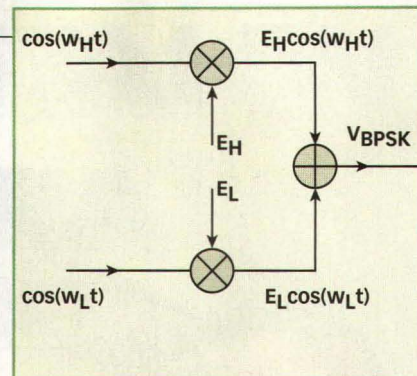 cos(wHt)
EHcos(wHt)
EH
VBPSK
EL
cos(wLt)
ELcos(wLt)